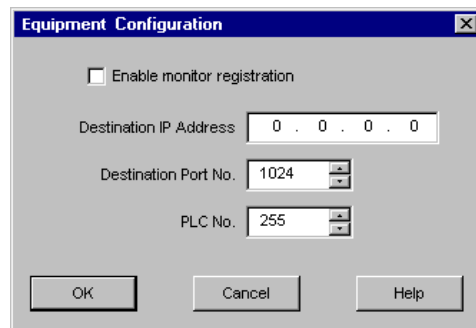 Equipment Configuration
Enable monitor registration
Destination IP Address 0 . 0 . 0 . 0
Destination Port No. 1024
PLC No. 255
OK Cancel Help